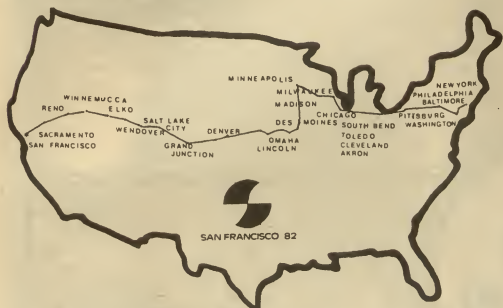 NEW YORK
MINNEAPOLIS
PHILADELPHIA
MILWAUKEE
BALTIMORE
WINNEMUCCA
MADISON
RENO
ELKO
CHICAGO
PITTSBURG
SALT LAKE
DES
MOINES
SOUTH BEND
WASHINGTON
SACRAMENTO
WENDOVER
CITY
DENVER
TOLEDO
SAN FRANCISCO
GRAND
OMAHA
CLEVELAND
JUNCTION
LINCOLN
AKRON
SAN FRANCISCO 82